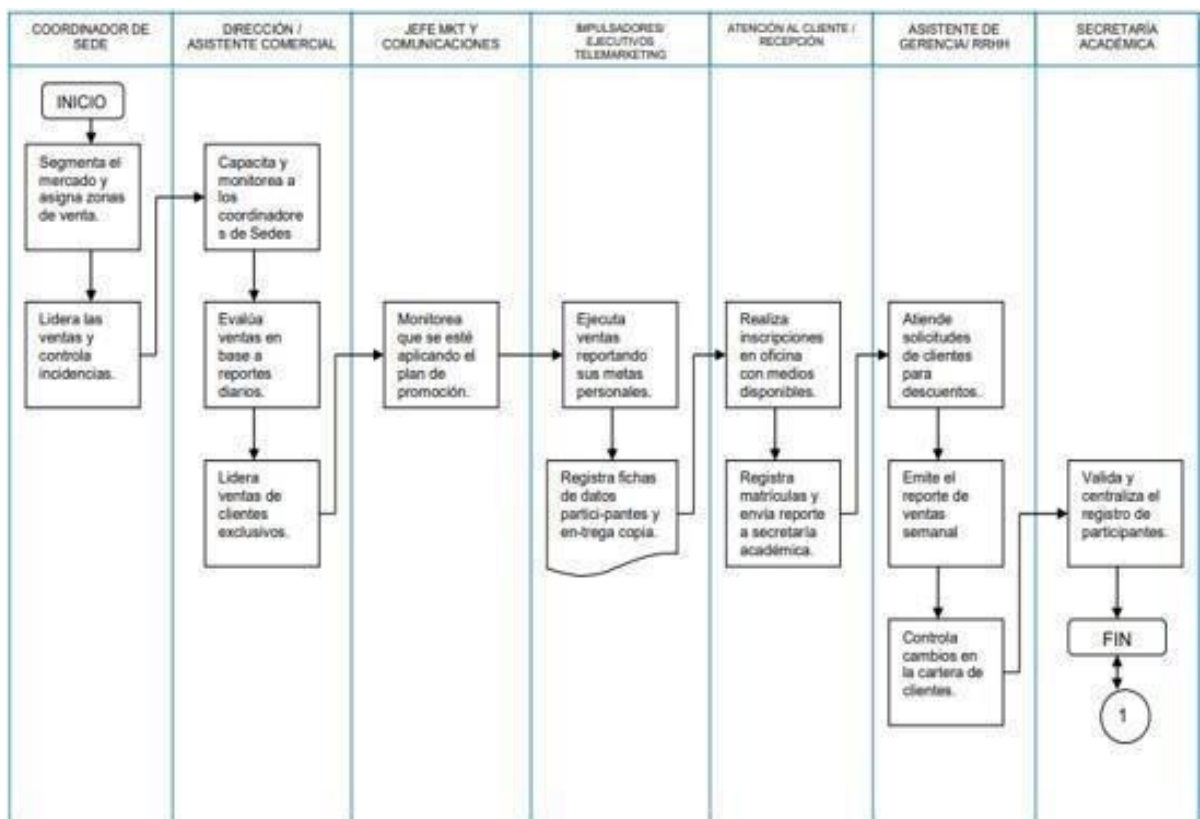 COORDINADOR DE
SEDE
DIRECCIÓN /
ASISTENTE COMERCIAL
JEFE MKT Y
COMUNICACIONES
IMPULSADORES/
EJECUTIVOS
TELEMARKETING
ATENCIÓN AL CLIENTE /
RECEPCIÓN
ASISTENTE DE
GERENCIA/ RRHH
SECRETARÍA
ACADÉMICA
INICIO
Segmenta el
mercado y
asigna zonas
de venta.
Lidera las
ventas y
controla
incidencias.
Capacita y
monitorea a
los
coordinadore
s de Sedes
Evalúa
ventas en
base a
reportes
diarios.
Lidera
ventas de
clientes
exclusivos.
Monitorea
que se esté
aplicando el
plan de
promoción.
Ejecuta
ventas
reportando
sus metas
personales.
Registra fichas
de datos
partici-pantes y
en-trega copia.
Realiza
inscripciones
en oficina
con medios
disponibles.
Registra
matrículas y
envía reporte
a secretaría
académica.
Atiende
solicitudes
de clientes
para
descuentos.
Emite el
reporte de
ventas
semanal
Controla
cambios en
la cartera de
clientes.
Valida y
centraliza el
registro de
participantes.
FIN
1